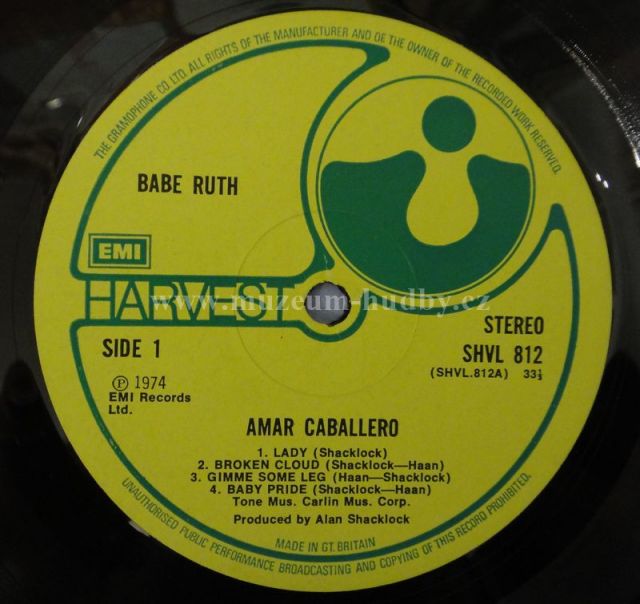 THE GRAMOPHONE CO LTD. ALL RIGHTS OF THE MANUFACTURER AND OF THE OWNER OF THE RECORDED WORK RESERVED.
BABE RUTH
EMI
HARVEST
www.muzeum-hudby.cz
SIDE 1
STEREO
SHVL 812
(SHVL.812A) 33⅓
℗ 1974
EMI Records
Ltd.
AMAR CABALLERO
1. LADY (Shacklock)
2. BROKEN CLOUD (Shacklock—Haan)
3. GIMME SOME LEG (Haan—Shacklock)
4. BABY PRIDE (Shacklock—Haan)
Tone Mus. Carlin Mus. Corp.
Produced by Alan Shacklock
MADE IN GT. BRITAIN
UNAUTHORISED PUBLIC PERFORMANCE BROADCASTING AND COPYING OF THIS RECORD PROHIBITED.